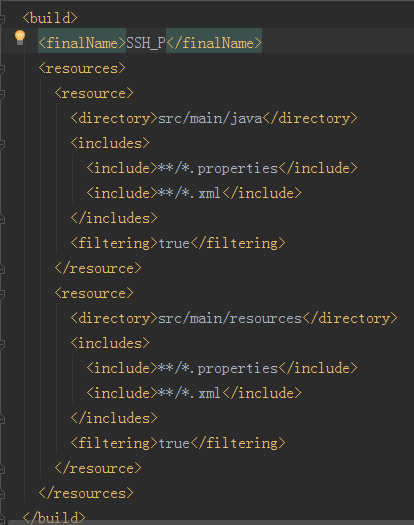 <build>
<finalName>SSH_P</finalName>
<resources>
<resource>
<directory>src/main/java</directory>
<includes>
<include>**/*.properties</include>
<include>**/*.xml</include>
</includes>
<filtering>true</filtering>
</resource>
<resource>
<directory>src/main/resources</directory>
<includes>
<include>**/*.properties</include>
<include>**/*.xml</include>
</includes>
<filtering>true</filtering>
</resource>
</resources>
</build>